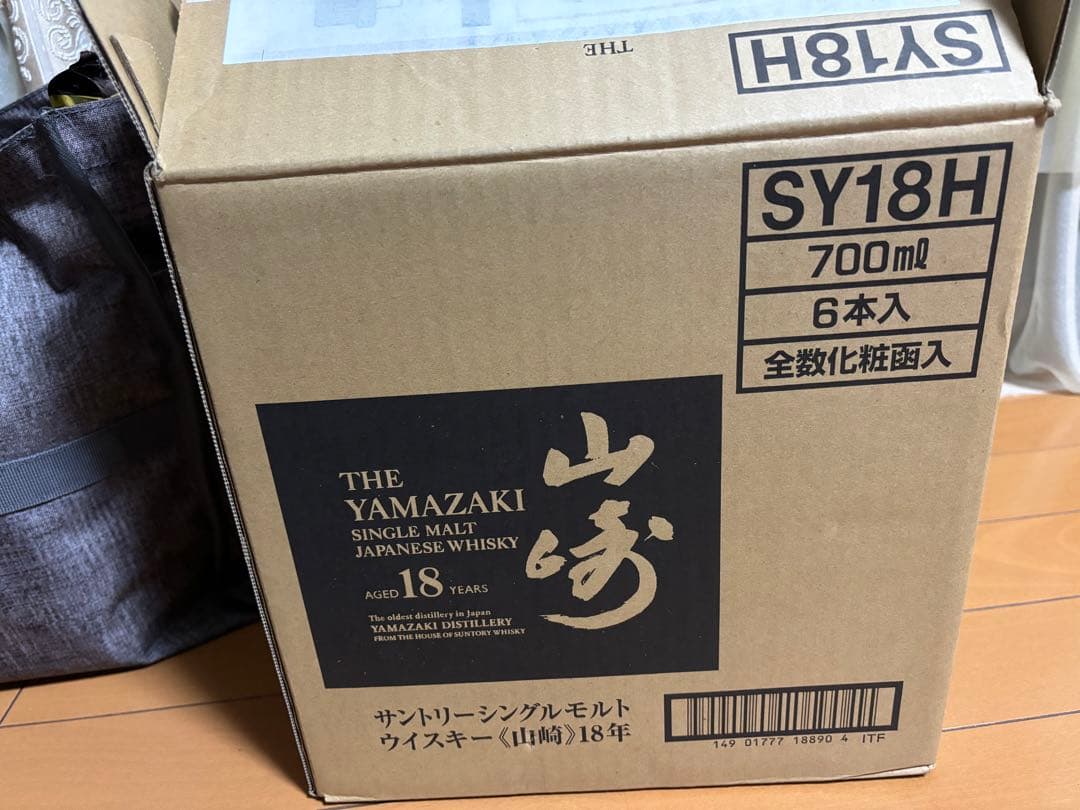 THE
SY18H
SY18H
700ml
6本入
全数化粧函入
THE
YAMAZAKI
SINGLE MALT
JAPANESE WHISKY
AGED 18 YEARS
The oldest distillery in Japan
YAMAZAKI DISTILLERY
FROM THE HOUSE OF SUNTORY WHISKY
山崎
サントリーシングルモルト
ウイスキー《山崎》18年
149 01777 18890 4 ITF